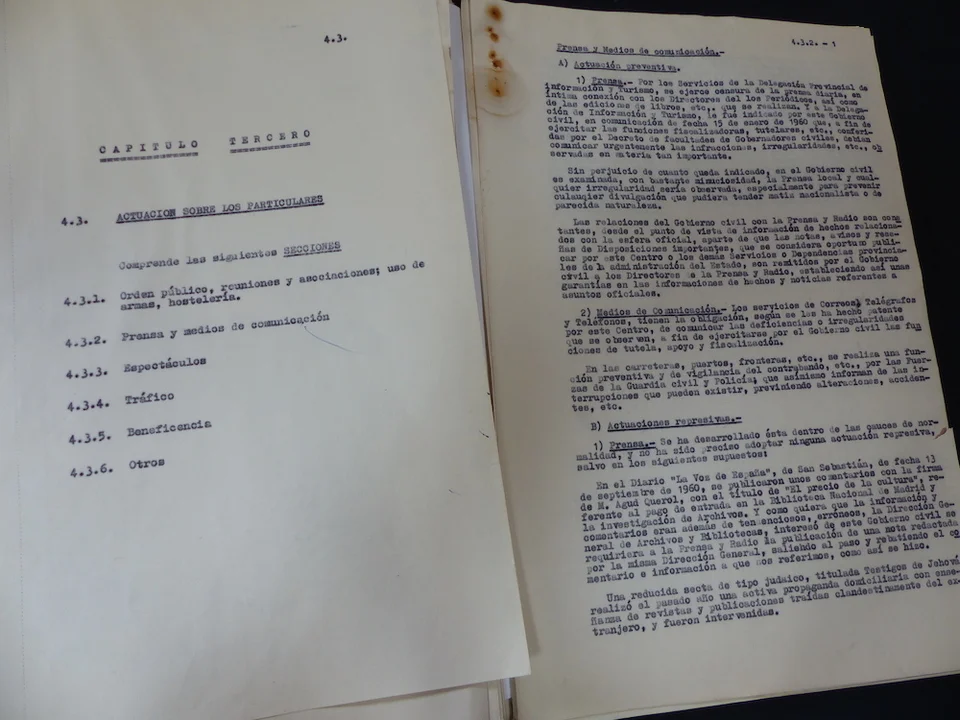 4.3.
CAPITULO TERCERO
4.3. ACTUACION SOBRE LOS PARTICULARES
Comprende las siguientes SECCIONES
4.3.1. Orden público, reuniones y asociaciones; uso de
armas, hostelería.
4.3.2. Prensa y medios de comunicación
4.3.3. Espectáculos
4.3.4. Tráfico
4.3.5. Beneficencia
4.3.6. Otros
4.3.2. - 1
Prensa y Medios de comunicación.-
A) Actuación preventiva.
1) Prensa.- Por los Servicios de la Delegación Provincial de
información y Turismo, se ejerce censura de la prensa diaria, en
íntima conexión con los Directores del los Periódicos, así como
de las ediciones de libros, etc., que se realizan. Y a la Delega-
ción de Información y Turismo, le fué indicado por este Gobierno
civil, en comunicación de fecha 15 de enero de 1960 que, a fin de
ejercitar las funciones fiscalizadoras, tutelares, etc., conferi-
das por el Decreto de facultades de Gobernadores civiles, debían
comunicar urgentemente las infracciones, irregularidades, etc., ob
servadas en materia tan importante.
Sin perjuicio de cuanto queda indicado, en el Gobierno civil
es examinada, con bastante minuciosidad, la Prensa local y cual-
quier irregularidad sería observada, especialmente para prevenir
cualquier divulgación que pudiera tender matiz nacionalista o de
parecida naturaleza.
Las relaciones del Gobierno civil con la Prensa y Radio son cons
tantes, desde el punto de vista de información de hechos relaciona-
dos con la esfera oficial, aparte de que las notas, avisos y rese-
ñas de Disposiciones importantes, que se considera oportuno publi-
car por este Centro o los demás Servicios o Dependencias provincia-
les de la administración del Estado, son remitidos por el Gobierno
civil a los Directores de la Prensa y Radio, estableciendo así unas
garantías en las informaciones de hechos y noticias referentes a
asuntos oficiales.
2) Medios de Comunicación.- Los servicios de Correos, Telégrafos
y Teléfonos, tienen la obligación, según se les ha hecho patente
por este Centro, de comunicar las deficiencias o irregularidades
que se observen, a fin de ejercitarse por el Gobierno civil las fun
ciones de tutela, apoyo y fiscalización.
En las carreteras, puertos, fronteras, etc., se realiza una fun-
ción preventiva y de vigilancia del contrabando, etc., por las Fuer-
zas de la Guardia civil y Policía, que asimismo informan de las in-
terrupciones que pueden existir, previniendo alteraciones, acciden-
tes, etc.
B) Actuaciones represivas.-
1) Prensa.- Se ha desarrollado ésta dentro de las cauces de nor-
malidad, y no ha sido preciso adoptar ninguna actuación represiva,
salvo en los siguientes supuestos:
En el Diario "La Voz de España", de San Sebastián, de fecha 13
de septiembre de 1960, se publicaron unos comentarios con la firma
de M. Agud Querol, con el título de "El precio de la cultura", re-
ferente al pago de entrada en la Biblioteca Nacional de Madrid y
la investigación de Archivos. Y como quiera que la información y
comentarios eran además de tendenciosos, erróneos, la Dirección Ge-
neral de Archivos y Bibliotecas, interesó de este Gobierno civil se
requiriera a la Prensa y Radio la publicación de una nota redactada
por la misma Dirección General, saliendo al paso y rebatiendo el co
mentario e información a que nos referimos, como así se hizo.
Una reducida secta de tipo judaico, titulada Testigos de Jehová
realizó el pasado año una activa propaganda domiciliaria con ense-
ñanza de revistas y publicaciones traídas clandestinamente del ex-
tranjero, y fueron intervenidas.